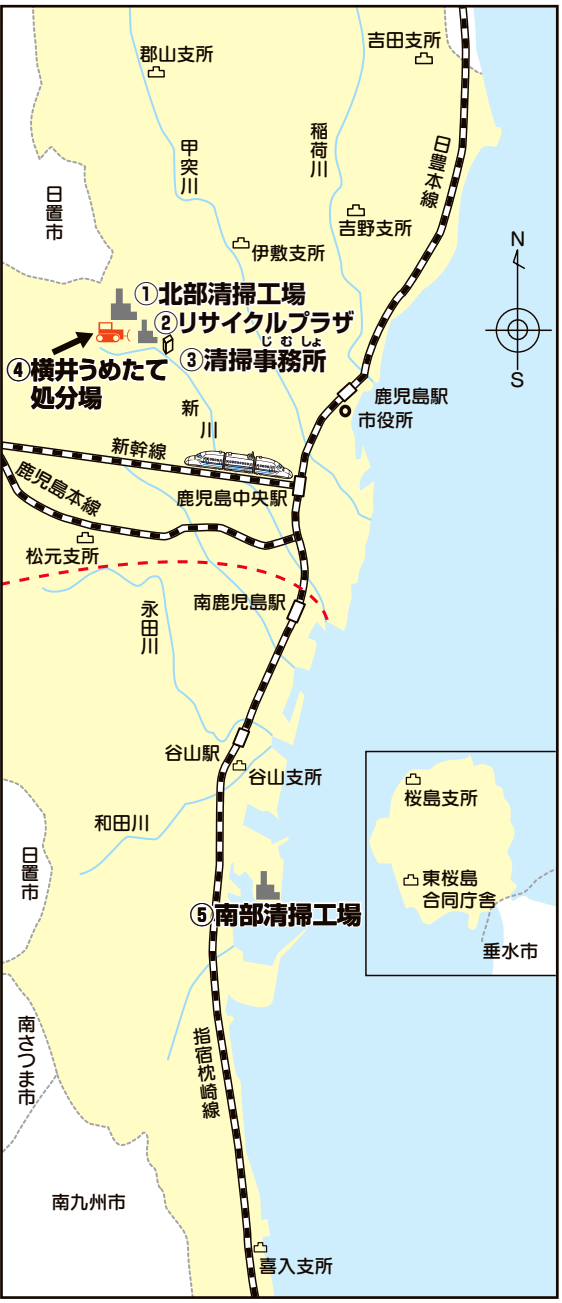 吉田支所
郡山支所
稲荷川
日豊本線
甲突川
日置市
吉野支所
伊敷支所
N
S
①北部清掃工場
②リサイクルプラザ
じむしょ
③清掃事務所
④横井うめたて
処分場
鹿児島駅
市役所
新川
新幹線
鹿児島本線
鹿児島中央駅
松元支所
南鹿児島駅
永田川
谷山駅
谷山支所
桜島支所
和田川
日置市
東桜島
合同庁舎
⑤南部清掃工場
垂水市
南さつま市
指宿枕崎線
南九州市
喜入支所